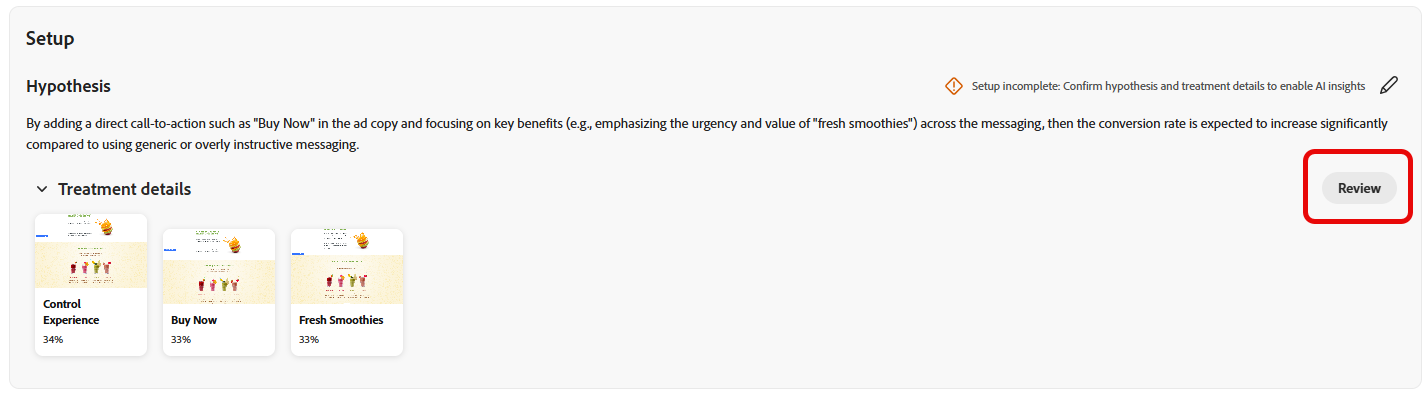 Setup
Hypothesis
Setup incomplete: Confirm hypothesis and treatment details to enable AI insights
By adding a direct call-to-action such as "Buy Now" in the ad copy and focusing on key benefits (e.g., emphasizing the urgency and value of "fresh smoothies") across the messaging, then the conversion rate is expected to increase significantly
compared to using generic or overly instructive messaging.
Treatment details
Review
Control
Experience
34%
Buy Now
33%
Fresh Smoothies
33%